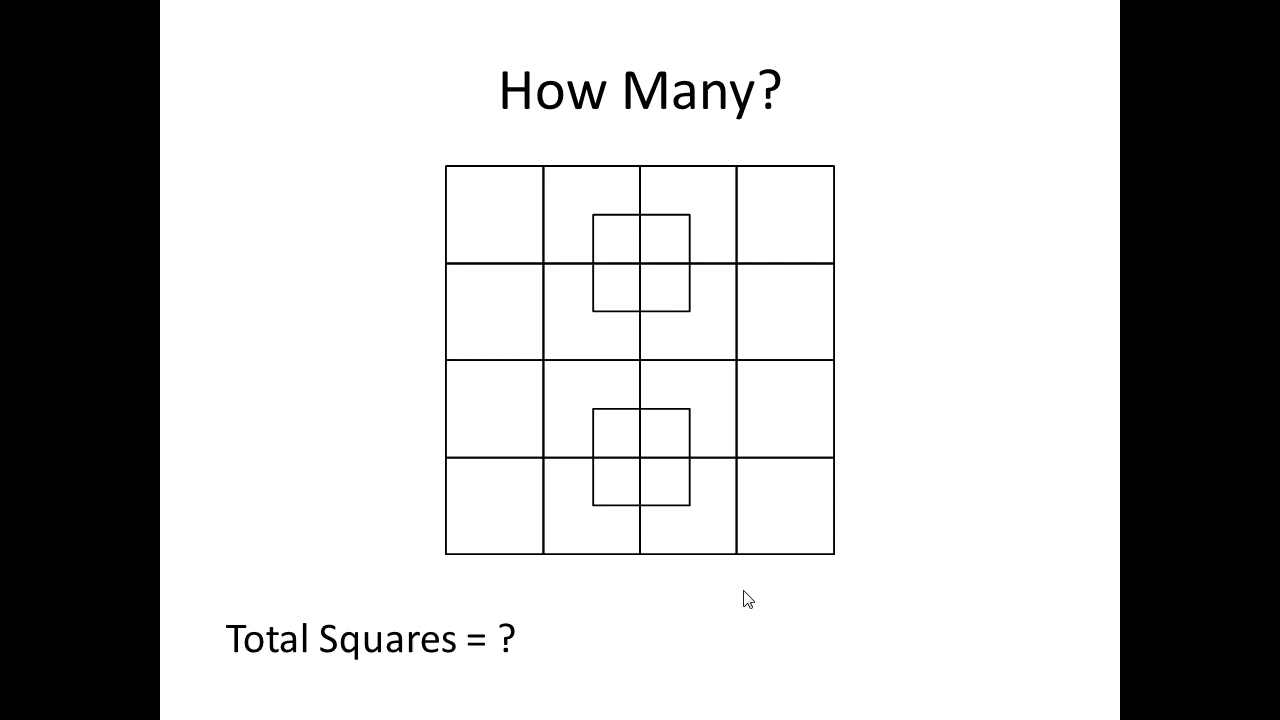 How Many?
Total Squares = ?